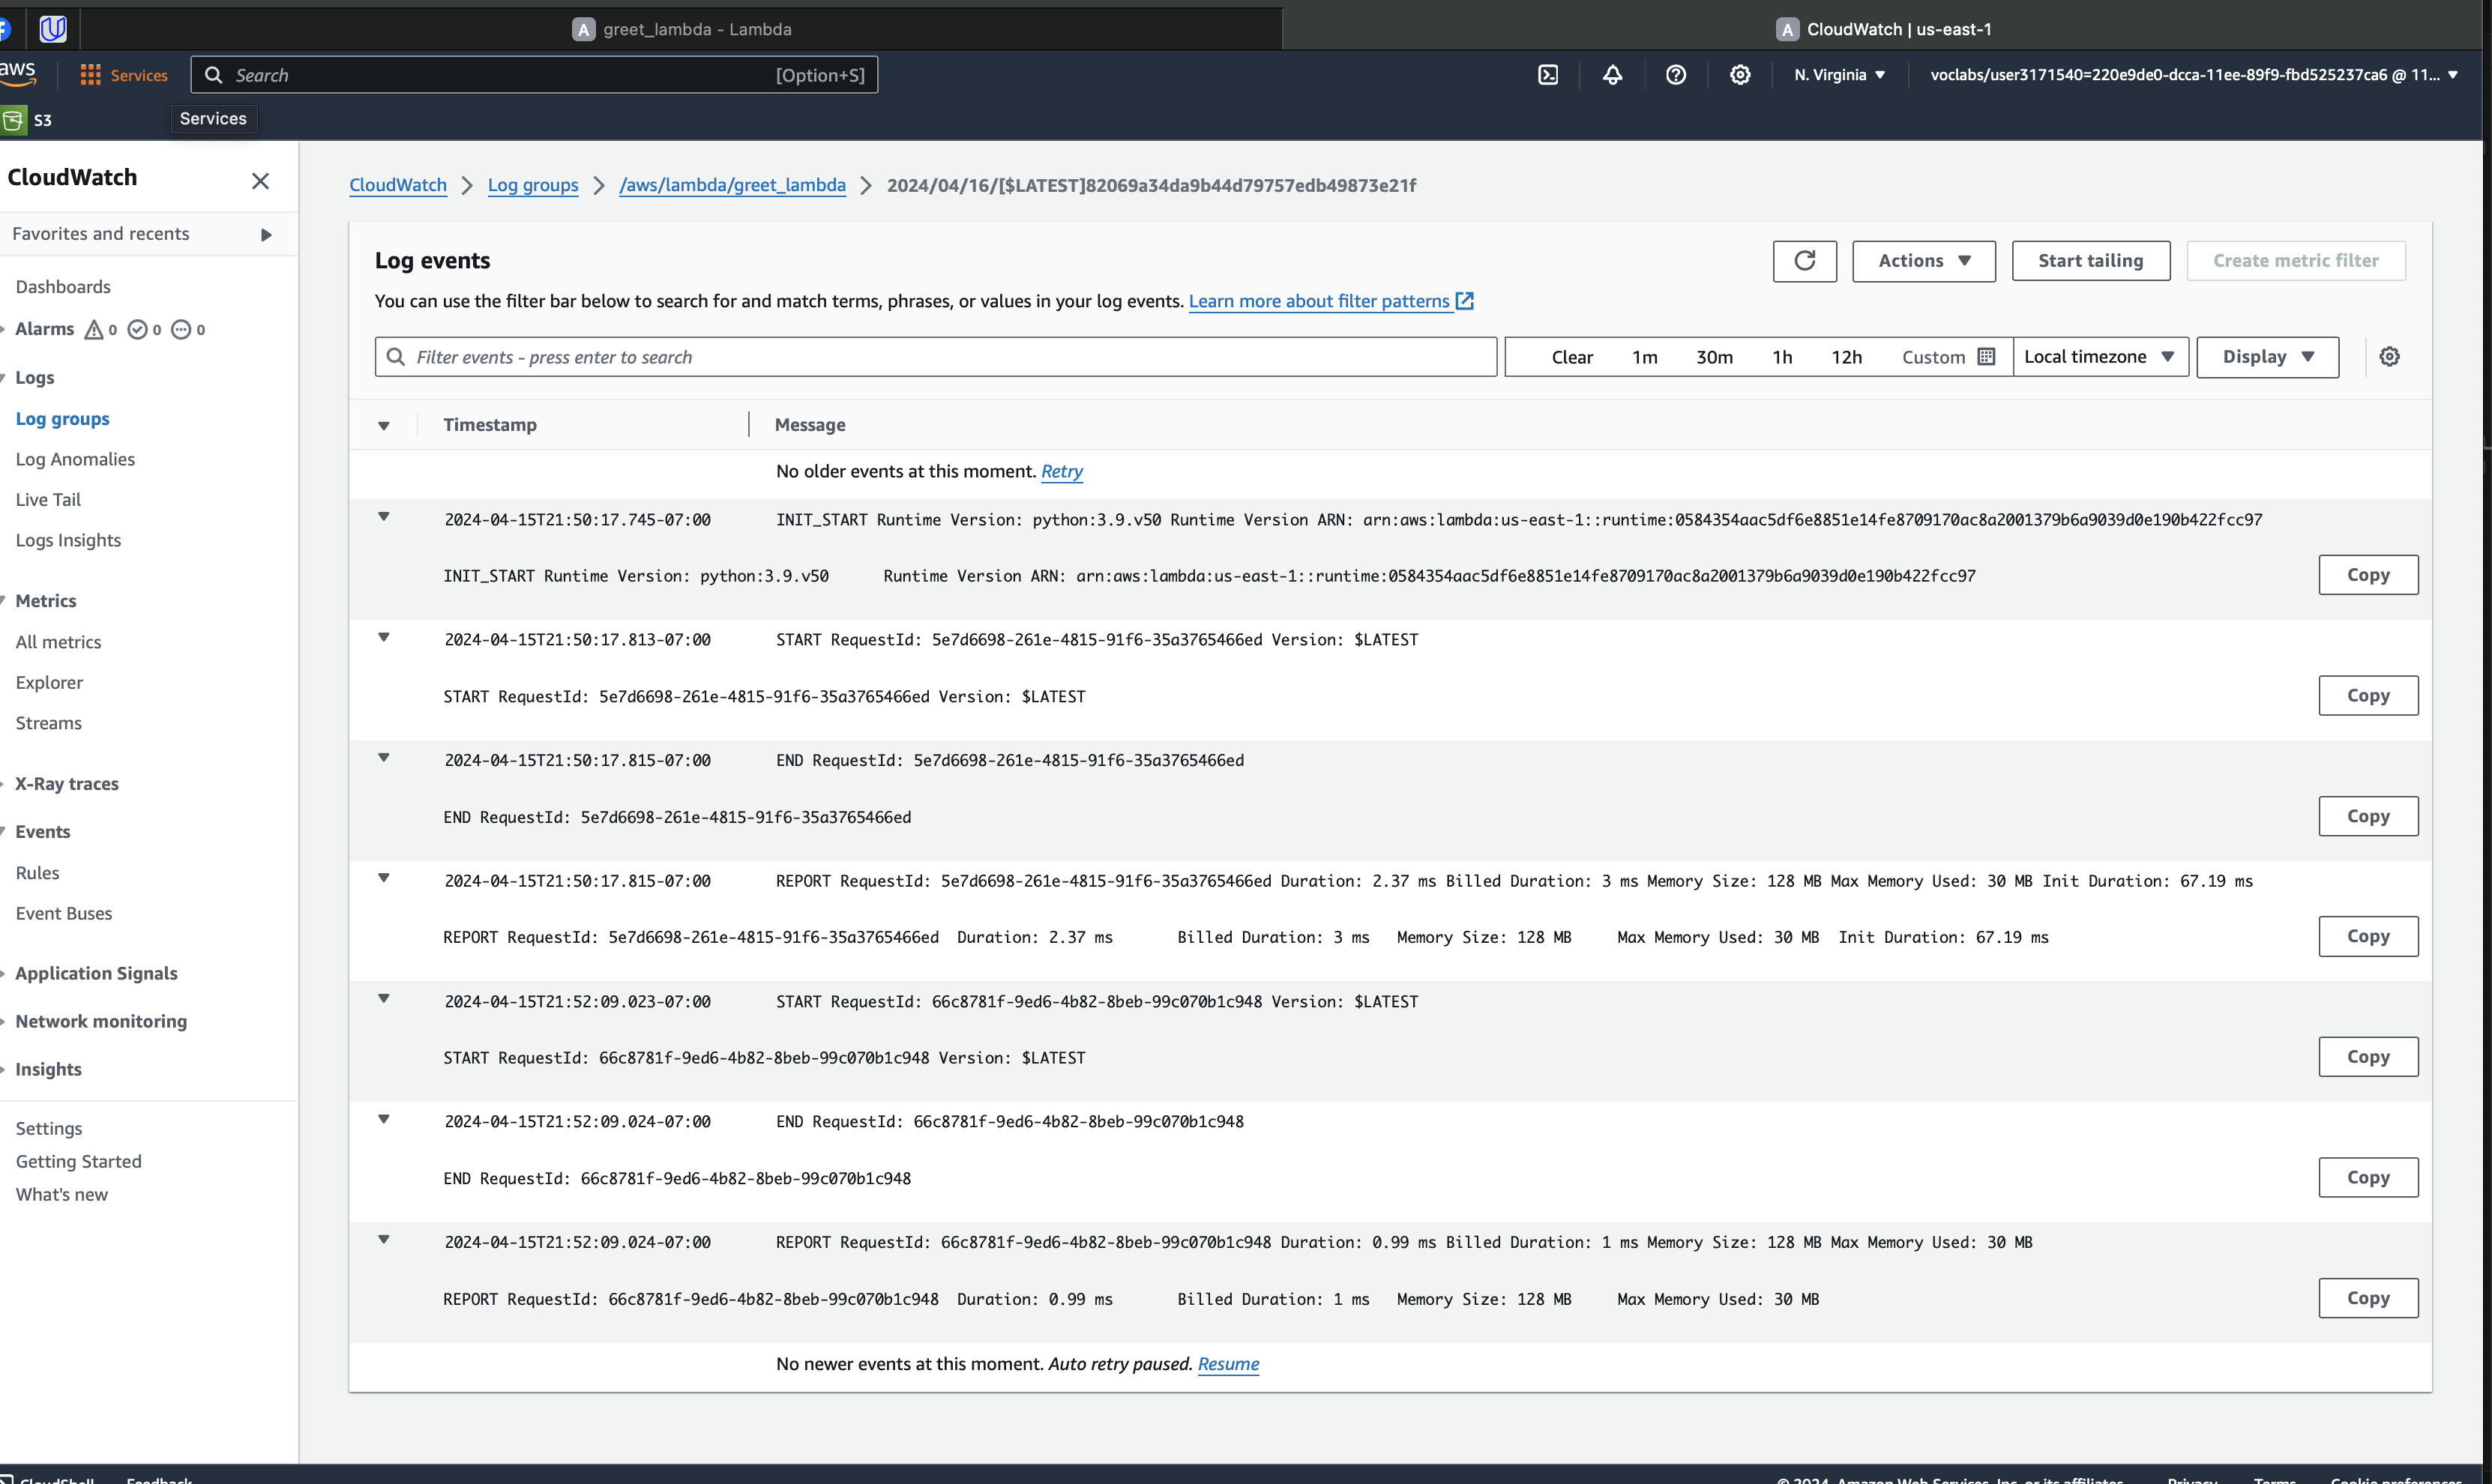 greet_lambda - Lambda
CloudWatch | us-east-1
aws
Services
Search
[Option+S]
N. Virginia
voclabs/user3171540=220e9de0-dcca-11ee-89f9-fbd525237ca6 @ 11...
S3
Services
CloudWatch
Favorites and recents
Dashboards
Alarms 0 0 0
Logs
Log groups
Log Anomalies
Live Tail
Logs Insights
Metrics
All metrics
Explorer
Streams
X-Ray traces
Events
Rules
Event Buses
Application Signals
Network monitoring
Insights
Settings
Getting Started
What's new
CloudWatch > Log groups > /aws/lambda/greet_lambda > 2024/04/16/[$LATEST]82069a34da9b44d79757edb49873e21f
Log events
Actions
Start tailing
Create metric filter
You can use the filter bar below to search for and match terms, phrases, or values in your log events. Learn more about filter patterns
Filter events - press enter to search
Clear 1m 30m 1h 12h Custom
Local timezone
Display
Timestamp Message
No older events at this moment. Retry
2024-04-15T21:50:17.745-07:00 INIT_START Runtime Version: python:3.9.v50 Runtime Version ARN: arn:aws:lambda:us-east-1::runtime:0584354aac5df6e8851e14fe8709170ac8a2001379b6a9039d0e190b422fcc97
INIT_START Runtime Version: python:3.9.v50 Runtime Version ARN: arn:aws:lambda:us-east-1::runtime:0584354aac5df6e8851e14fe8709170ac8a2001379b6a9039d0e190b422fcc97 Copy
2024-04-15T21:50:17.813-07:00 START RequestId: 5e7d6698-261e-4815-91f6-35a3765466ed Version: $LATEST
START RequestId: 5e7d6698-261e-4815-91f6-35a3765466ed Version: $LATEST Copy
2024-04-15T21:50:17.815-07:00 END RequestId: 5e7d6698-261e-4815-91f6-35a3765466ed
END RequestId: 5e7d6698-261e-4815-91f6-35a3765466ed Copy
2024-04-15T21:50:17.815-07:00 REPORT RequestId: 5e7d6698-261e-4815-91f6-35a3765466ed Duration: 2.37 ms Billed Duration: 3 ms Memory Size: 128 MB Max Memory Used: 30 MB Init Duration: 67.19 ms
REPORT RequestId: 5e7d6698-261e-4815-91f6-35a3765466ed Duration: 2.37 ms Billed Duration: 3 ms Memory Size: 128 MB Max Memory Used: 30 MB Init Duration: 67.19 ms Copy
2024-04-15T21:52:09.023-07:00 START RequestId: 66c8781f-9ed6-4b82-8beb-99c070b1c948 Version: $LATEST
START RequestId: 66c8781f-9ed6-4b82-8beb-99c070b1c948 Version: $LATEST Copy
2024-04-15T21:52:09.024-07:00 END RequestId: 66c8781f-9ed6-4b82-8beb-99c070b1c948
END RequestId: 66c8781f-9ed6-4b82-8beb-99c070b1c948 Copy
2024-04-15T21:52:09.024-07:00 REPORT RequestId: 66c8781f-9ed6-4b82-8beb-99c070b1c948 Duration: 0.99 ms Billed Duration: 1 ms Memory Size: 128 MB Max Memory Used: 30 MB
REPORT RequestId: 66c8781f-9ed6-4b82-8beb-99c070b1c948 Duration: 0.99 ms Billed Duration: 1 ms Memory Size: 128 MB Max Memory Used: 30 MB Copy
No newer events at this moment. Auto retry paused. Resume
CloudShell Feedback
© 2024, Amazon Web Services, Inc. or its affiliates. Privacy Terms Cookie preferences